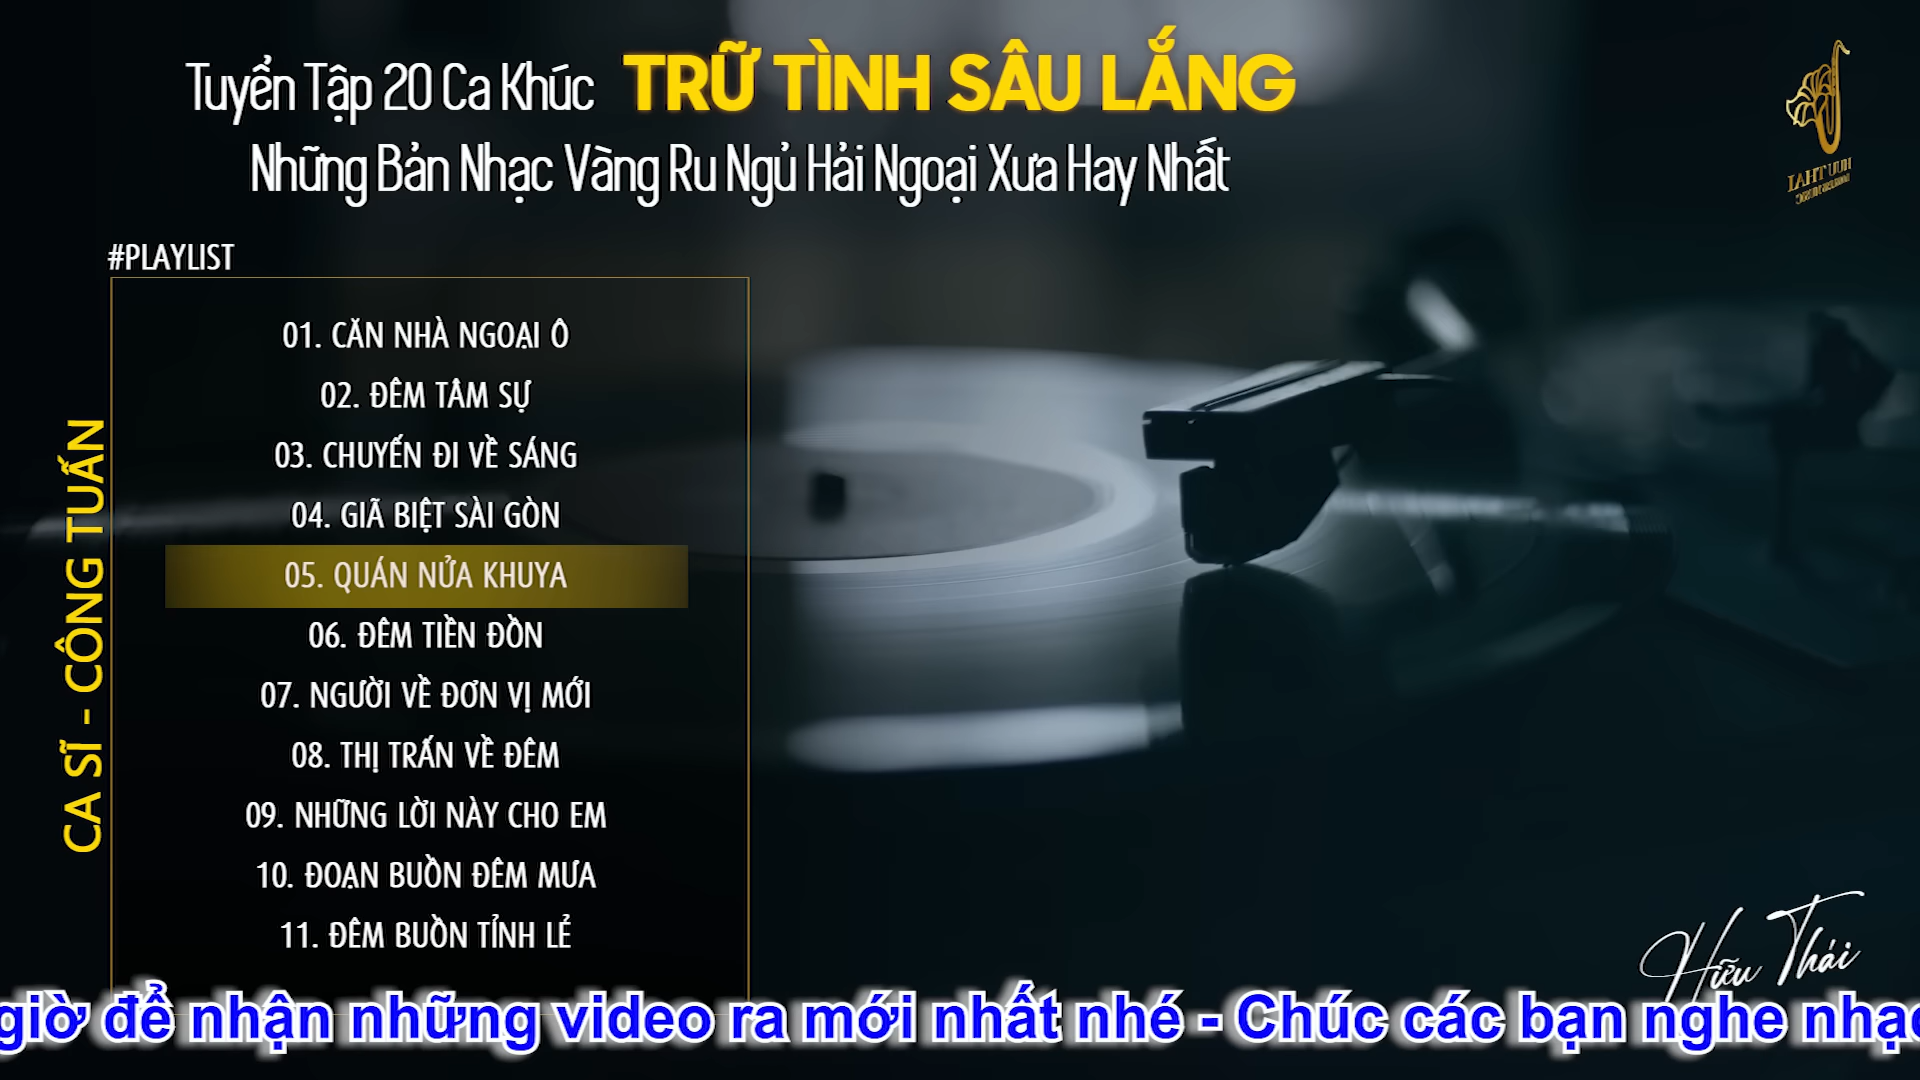 Tuyển Tập 20 Ca Khúc TRỮ TÌNH SÂU LẮNG
Những Bản Nhạc Vàng Ru Ngủ Hải Ngoại Xưa Hay Nhất
HUU THAI
#PLAYLIST
CA SĨ - CÔNG TUẤN
01. CĂN NHÀ NGOẠI Ô
02. ĐÊM TÂM SỰ
03. CHUYẾN ĐI VỀ SÁNG
04. GIÃ BIỆT SÀI GÒN
05. QUÁN NỬA KHUYA
06. ĐÊM TIỀN ĐỒN
07. NGƯỜI VỀ ĐƠN VỊ MỚI
08. THỊ TRẤN VỀ ĐÊM
09. NHỮNG LỜI NÀY CHO EM
10. ĐOẠN BUỒN ĐÊM MƯA
11. ĐÊM BUỒN TỈNH LẺ
Hữu Thái
giờ để nhận những video ra mới nhất nhé - Chúc các bạn nghe nhạc